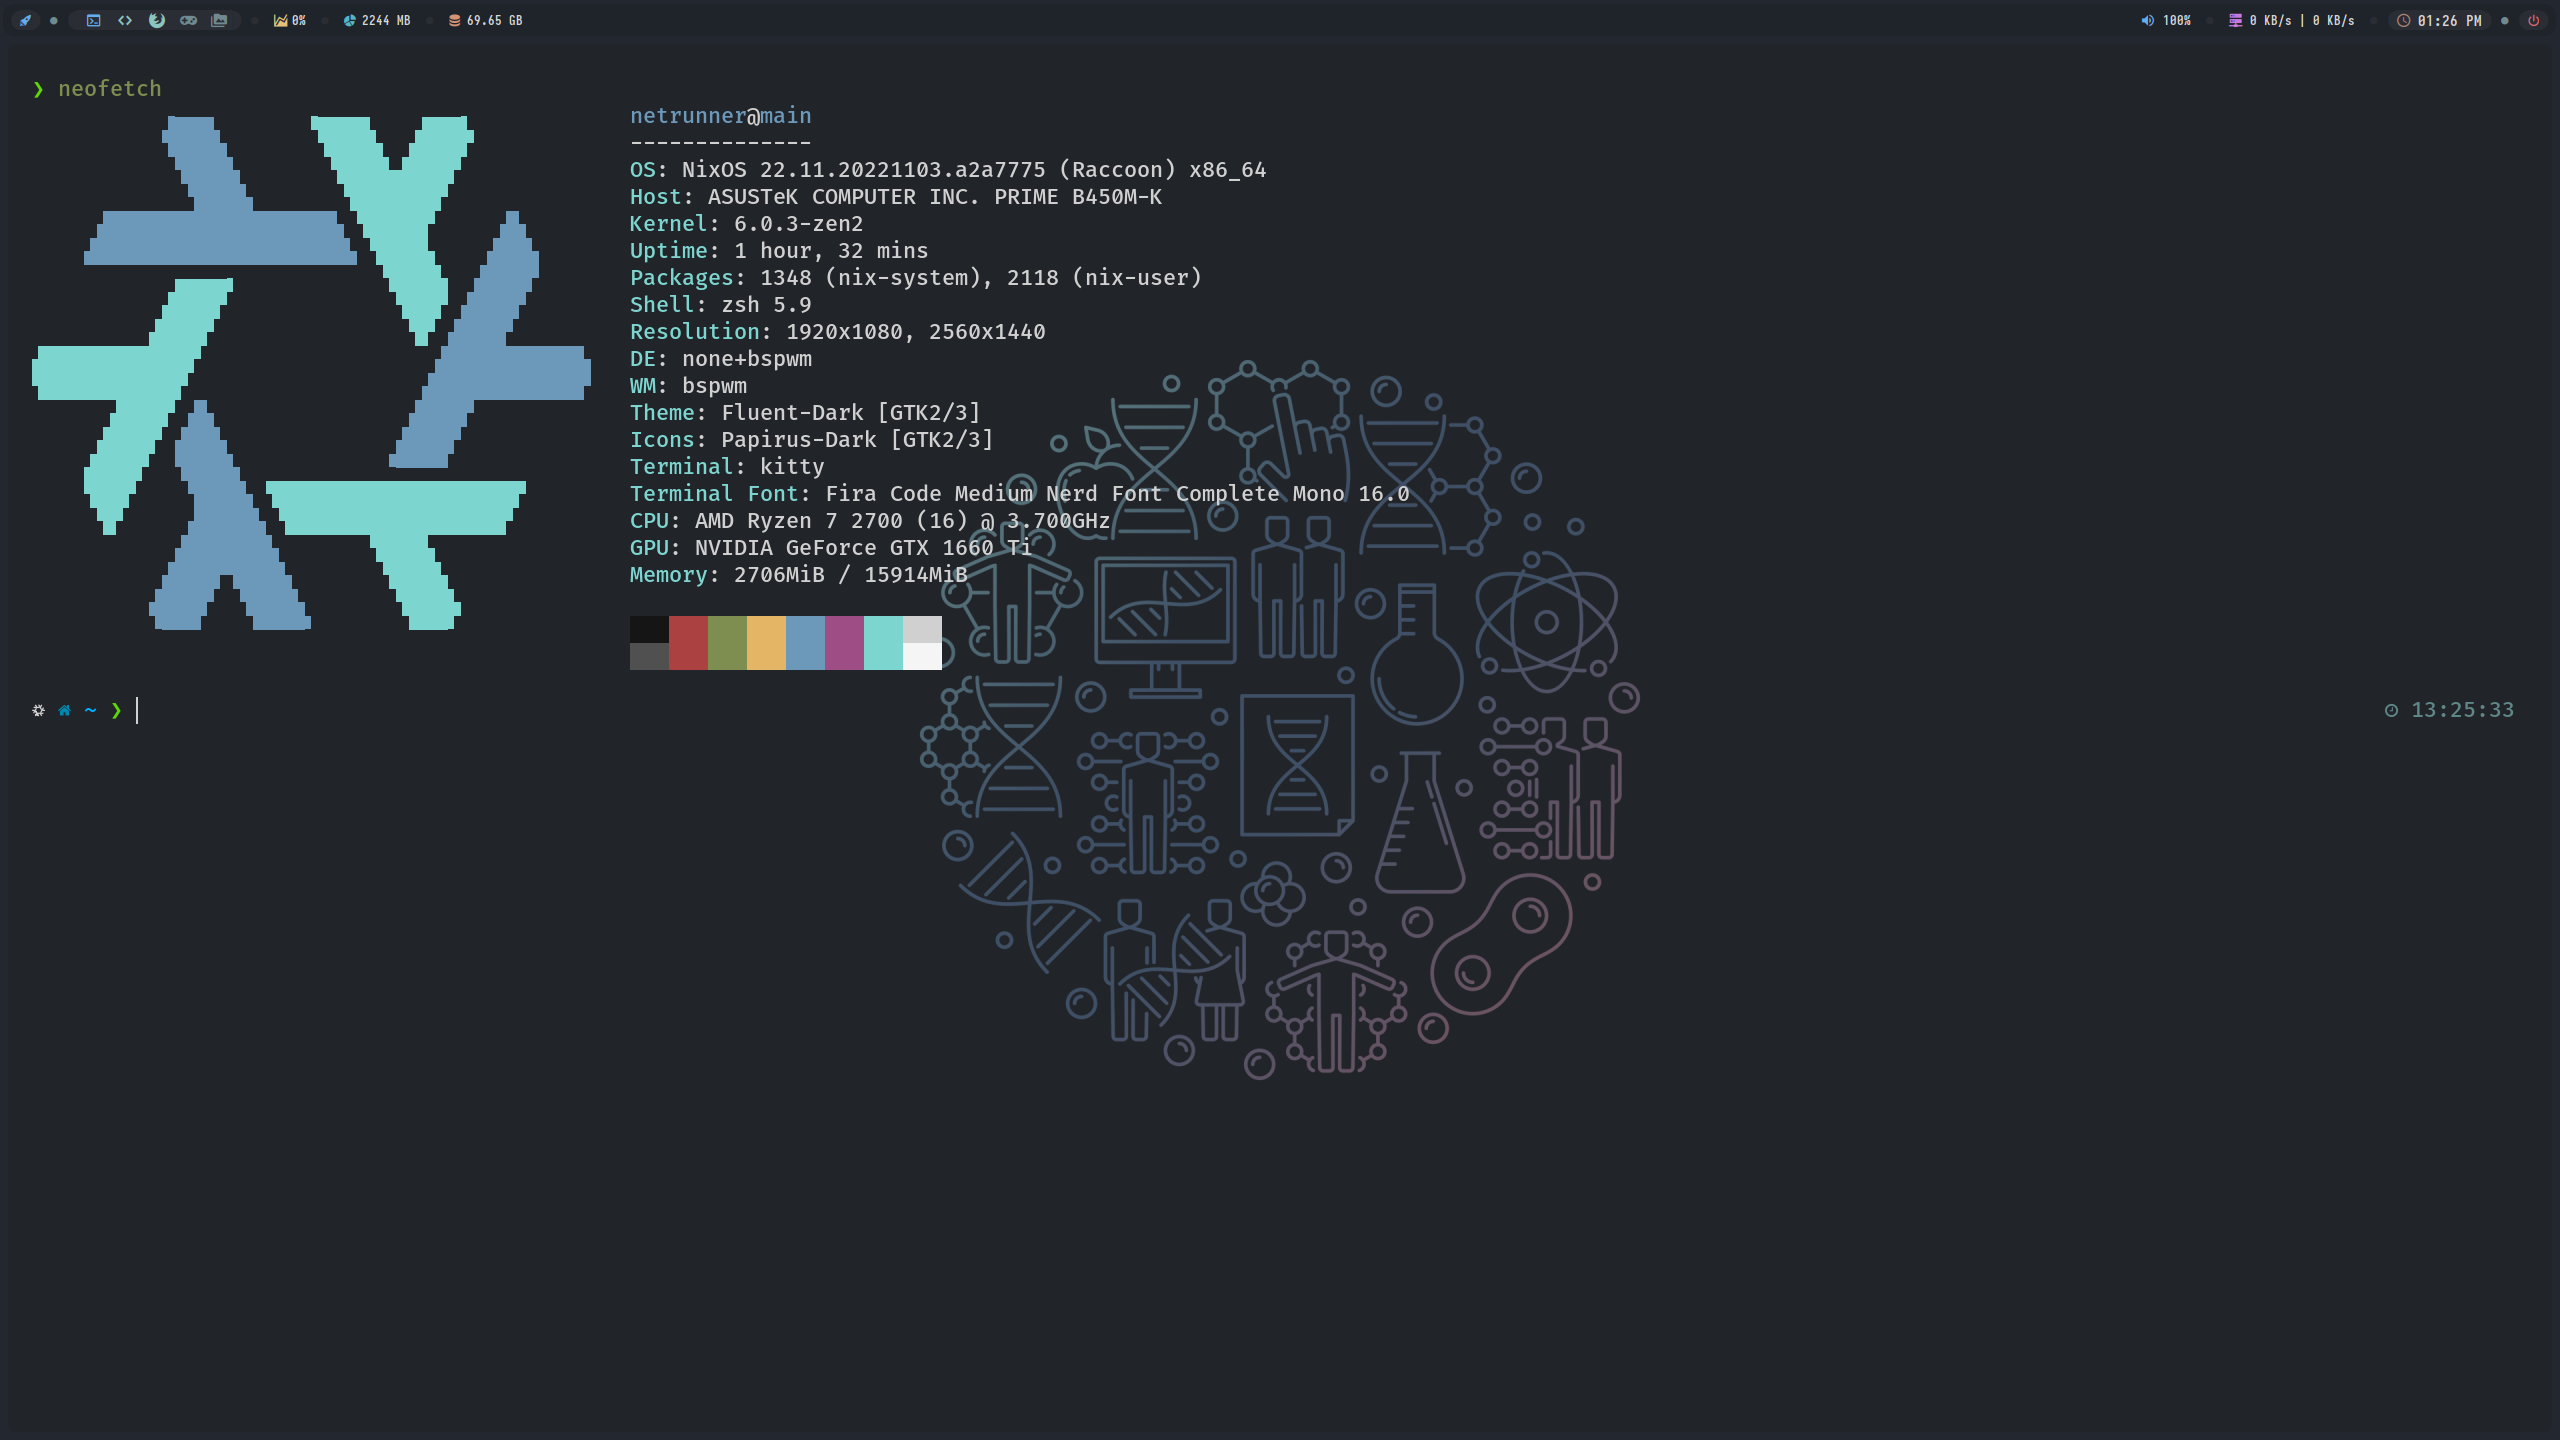 0% 2244 MB 69.65 GB 100% 0 KB/s | 0 KB/s 01:26 PM
❯ neofetch
netrunner@main
--------------
OS: NixOS 22.11.20221103.a2a7775 (Raccoon) x86_64
Host: ASUSTeK COMPUTER INC. PRIME B450M-K
Kernel: 6.0.3-zen2
Uptime: 1 hour, 32 mins
Packages: 1348 (nix-system), 2118 (nix-user)
Shell: zsh 5.9
Resolution: 1920x1080, 2560x1440
DE: none+bspwm
WM: bspwm
Theme: Fluent-Dark [GTK2/3]
Icons: Papirus-Dark [GTK2/3]
Terminal: kitty
Terminal Font: Fira Code Medium Nerd Font Complete Mono 16.0
CPU: AMD Ryzen 7 2700 (16) @ 3.700GHz
GPU: NVIDIA GeForce GTX 1660 Ti
Memory: 2706MiB / 15914MiB
~ ❯ 13:25:33